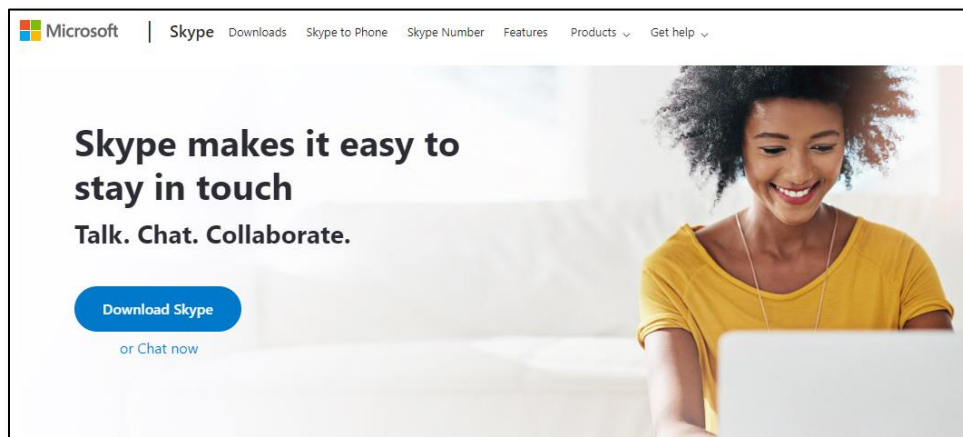 Microsoft | Skype Downloads Skype to Phone Skype Number Features Products Get help
Skype makes it easy to
stay in touch
Talk. Chat. Collaborate.
Download Skype
or Chat now